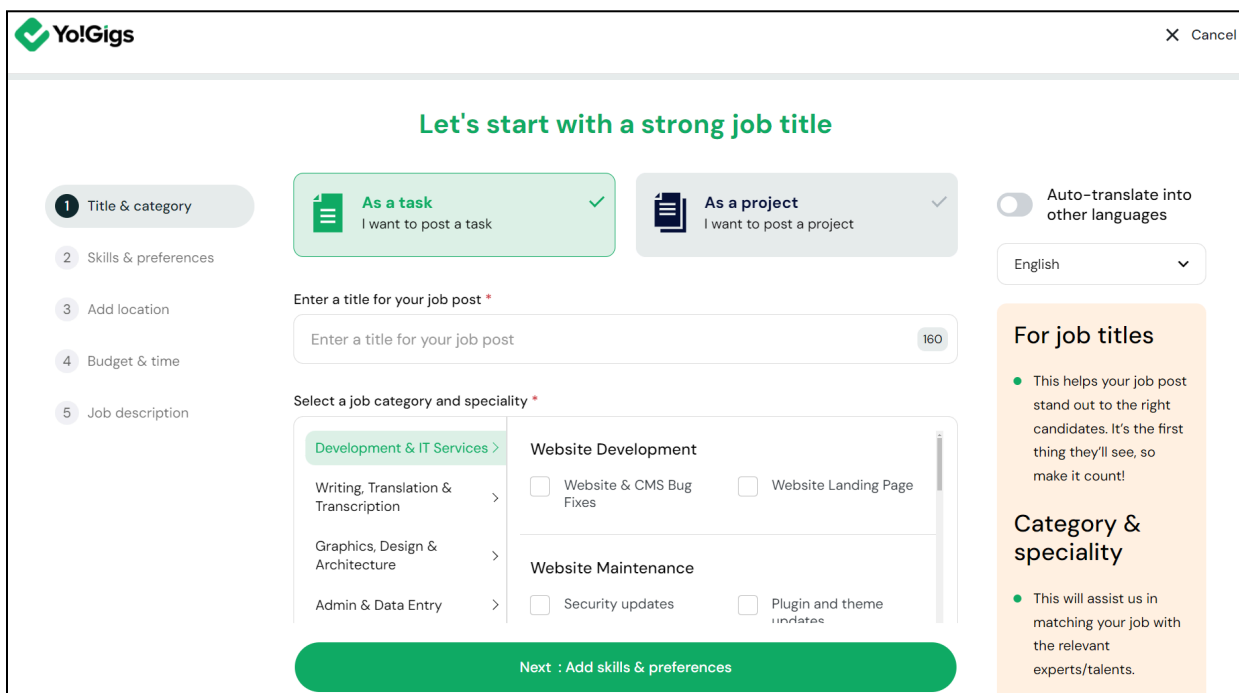 Yo!Gigs
Cancel
Let's start with a strong job title
1 Title & category
2 Skills & preferences
3 Add location
4 Budget & time
5 Job description
As a task
I want to post a task
As a project
I want to post a project
Enter a title for your job post *
Enter a title for your job post
160
Select a job category and speciality *
Development & IT Services
Writing, Translation &
Transcription
Graphics, Design &
Architecture
Admin & Data Entry
Website Development
Website & CMS Bug
Fixes
Website Landing Page
Website Maintenance
Security updates
Plugin and theme
updates
Next : Add skills & preferences
Auto-translate into
other languages
English
For job titles
This helps your job post
stand out to the right
candidates. It's the first
thing they'll see, so
make it count!
Category &
speciality
This will assist us in
matching your job with
the relevant
experts/talents.